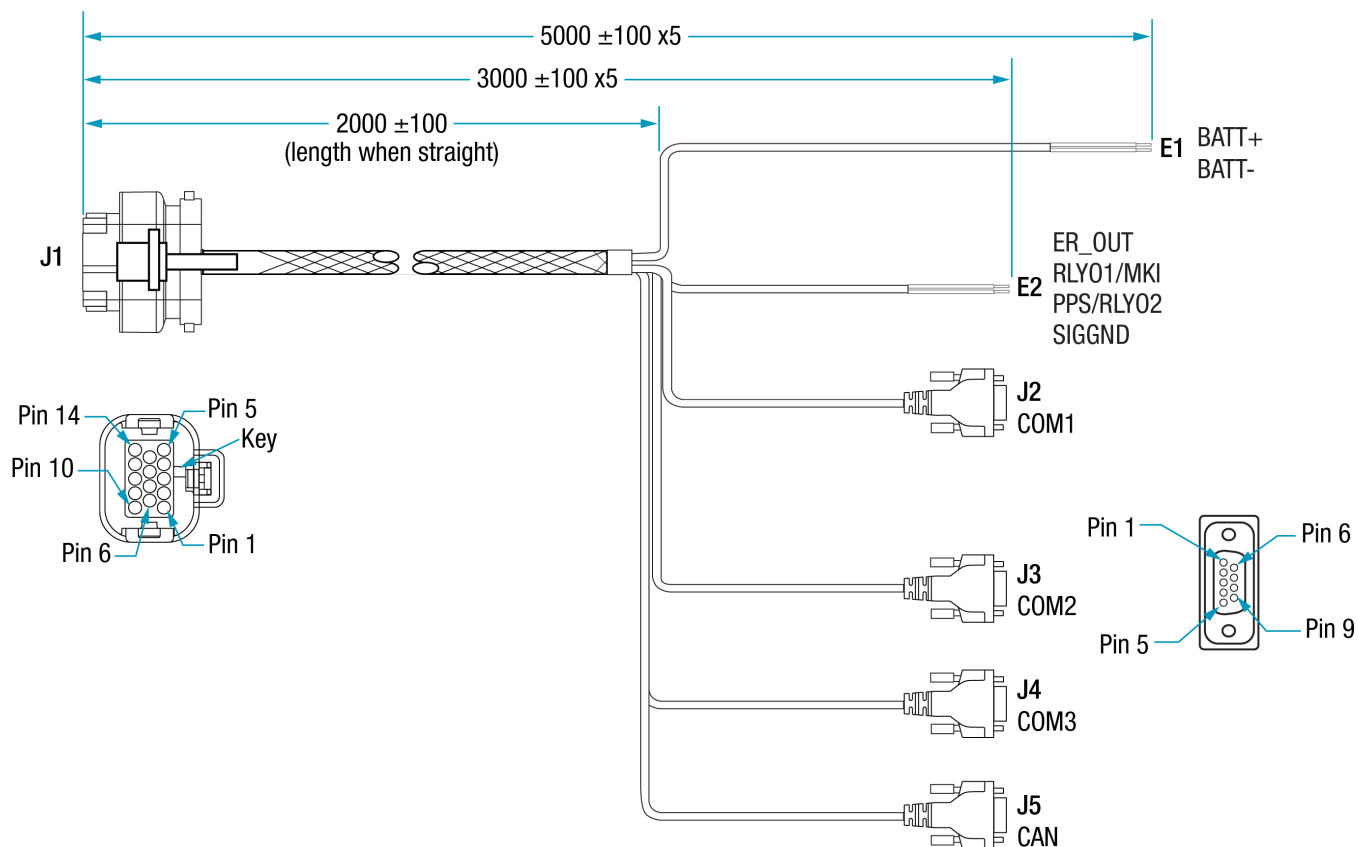 5000 ±100 x5
3000 ±100 x5
2000 ±100
(length when straight)
E1
BATT+
BATT-
J1
ER_OUT
RLYO1/MKI
E2
PPS/RLYO2
SIGGND
J2
COM1
Pin 14
Pin 5
Key
Pin 10
Pin 6
Pin 1
J3
COM2
Pin 1
Pin 6
Pin 5
Pin 9
J4
COM3
J5
CAN